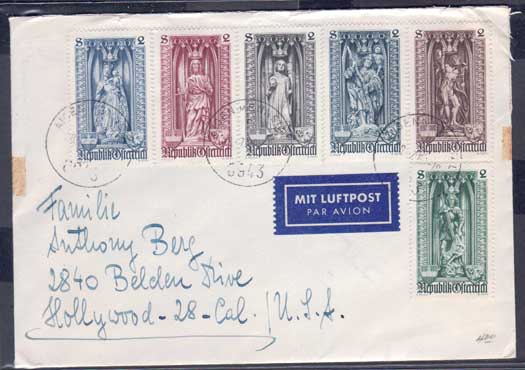 S 2 S 2 S 2 S 2 S 2
Republik Österreich Republik Österreich Republik Österreich Republik Österreich Republik Österreich
6643
S 2
Republik Österreich
MIT LUFTPOST
PAR AVION
Familie
Anthony Berg
2840 Belden Drive
Hollywood-28-Cal./U.S.A.